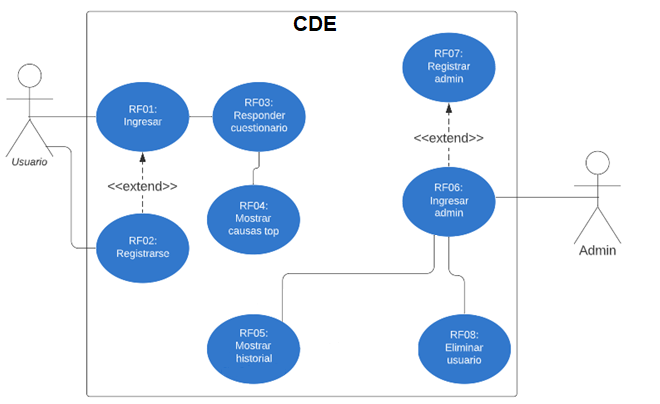 CDE
RF07:
Registrar
admin
RF01:
Ingresar
RF03:
Responder
cuestionario
<<extend>>
Usuario
<<extend>>
RF06:
Ingresar
admin
RF04:
Mostrar
causas top
RF02:
Registrarse
Admin
RF05:
Mostrar
historial
RF08:
Eliminar
usuario